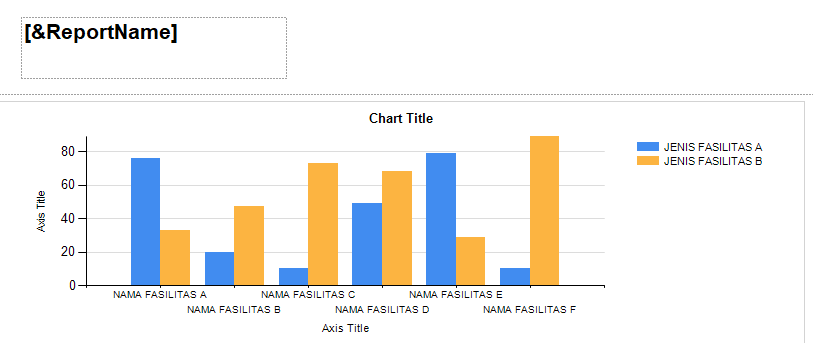 [&ReportName]
Chart Title
JENIS FASILITAS A
JENIS FASILITAS B
80
60
40
20
0
Axis Title
NAMA FASILITAS A
NAMA FASILITAS C
NAMA FASILITAS E
NAMA FASILITAS B
NAMA FASILITAS D
NAMA FASILITAS F
Axis Title